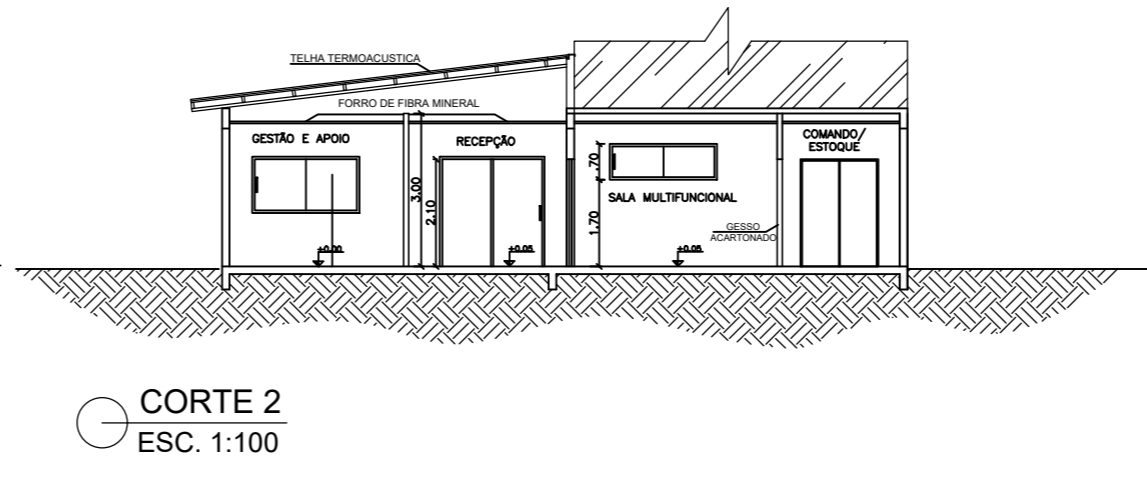 TELHA TERMOACUSTICA
FORRO DE FIBRA MINERAL
GESTÃO E APOIO
RECEPÇÃO
COMANDO/
ESTOQUE
.70
SALA MULTIFUNCIONAL
3.00
2.10
1.70
GESSO
ACARTONADO
±0.00
+0.05
+0.05
CORTE 2
ESC. 1:100